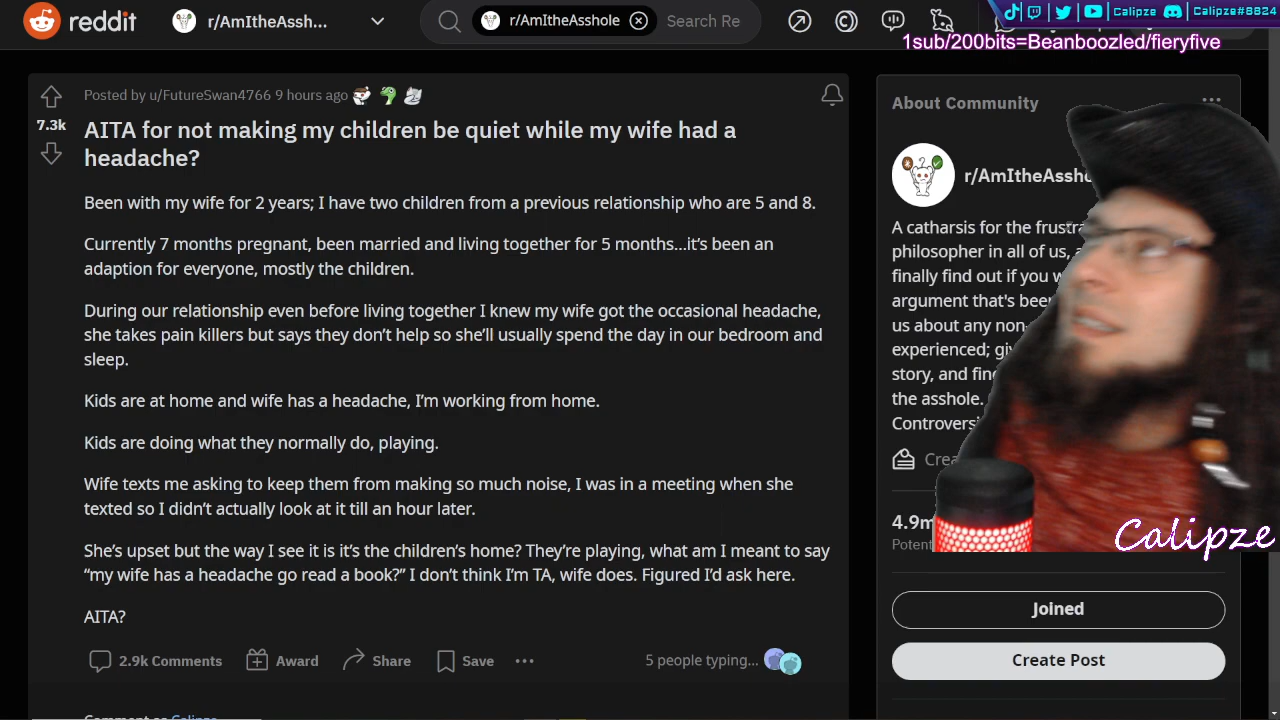 reddit
r/AmItheAssh...
r/AmItheAsshole
Search Re
Calipze
Calipze#8824
1sub/200bits=Beanboozled/fieryfive
Posted by u/FutureSwan4766 9 hours ago
7.3k
AITA for not making my children be quiet while my wife had a
headache?
Been with my wife for 2 years; I have two children from a previous relationship who are 5 and 8.
Currently 7 months pregnant, been married and living together for 5 months...it's been an
adaption for everyone, mostly the children.
During our relationship even before living together I knew my wife got the occasional headache,
she takes pain killers but says they don't help so she'll usually spend the day in our bedroom and
sleep.
Kids are at home and wife has a headache, I'm working from home.
Kids are doing what they normally do, playing.
Wife texts me asking to keep them from making so much noise, I was in a meeting when she
texted so I didn't actually look at it till an hour later.
She's upset but the way I see it is it's the children's home? They're playing, what am I meant to say
“my wife has a headache go read a book?” I don't think I'm TA, wife does. Figured I'd ask here.
AITA?
2.9k Comments
Award
Share
Save
5 people typing...
Comment as Calipze
About Community
r/AmItheAssho
A catharsis for the frustra
philosopher in all of us, a
finally find out if you w
argument that's been
us about any non-
experienced; giv
story, and find
the asshole.
Controversi
Crea
4.9m
Potent
Calipze
Joined
Create Post